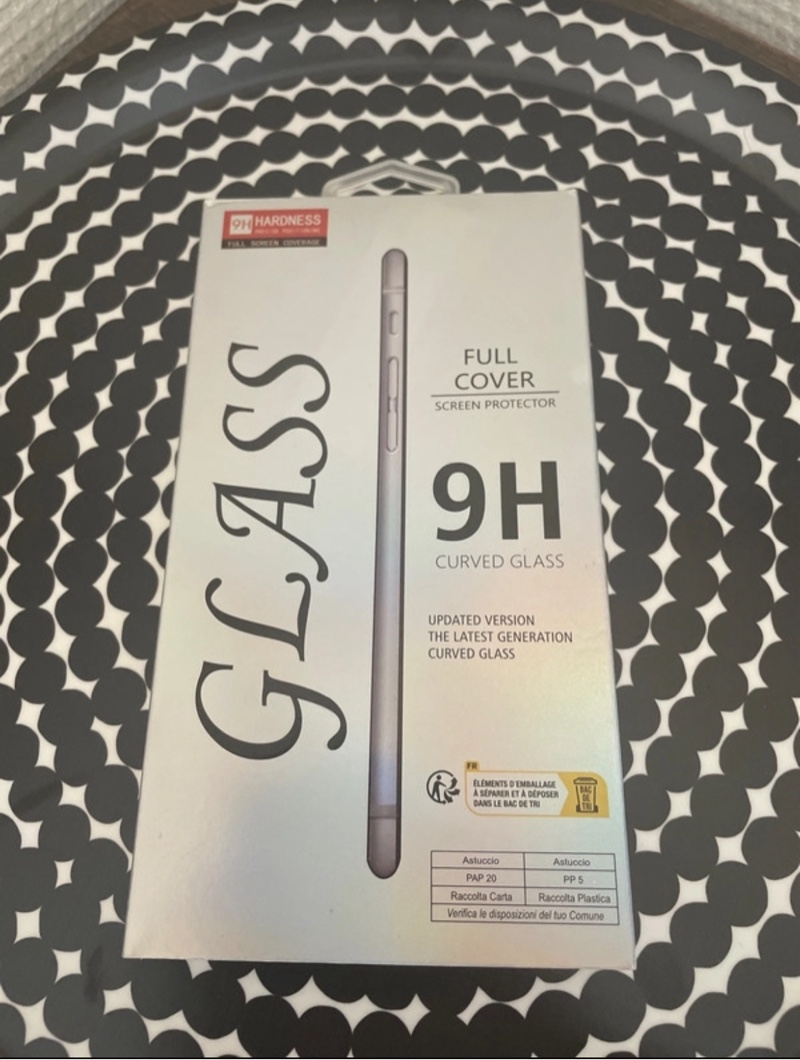 9H HARDNESS
FULL SCREEN COVERAGE
GLASS
FULL
COVER
SCREEN PROTECTOR
9H
CURVED GLASS
UPDATED VERSION
THE LATEST GENERATION
CURVED GLASS
FR
ÉLÉMENTS D'EMBALLAGE
À SÉPARER ET À DÉPOSER
DANS LE BAC DE TRI
BAC
DE
TRI
Astuccio Astuccio
PAP 20 PP 5
Raccolta Carta Raccolta Plastica
Verifica le disposizioni del tuo Comune